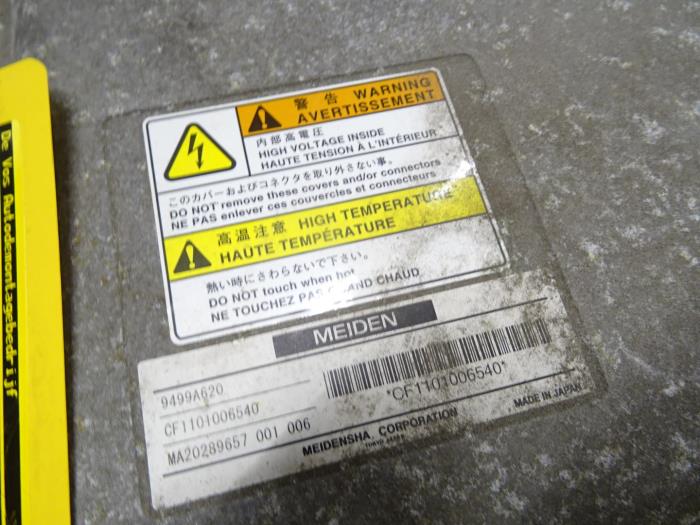 De Vos Autodemontagebedrijf
警告 WARNING
AVERTISSEMENT
内部高電圧
HIGH VOLTAGE INSIDE
HAUTE TENSION À L'INTÉRIEUR
このカバーおよびコネクタを取り外さない事。
DO NOT remove these covers and/or connectors
NE PAS enlever ces couvercles et connecteurs
高温注意 HIGH TEMPERATURE
HAUTE TEMPÉRATURE
熱い時にさわらないで下さい。
DO NOT touch when hot
NE TOUCHEZ PAS QUAND CHAUD
MEIDEN
9499A620
CF1101006540
*CF1101006540*
MA20289657 001 006
MEIDENSHA CORPORATION
TOKYO JAPAN
MADE IN JAPAN